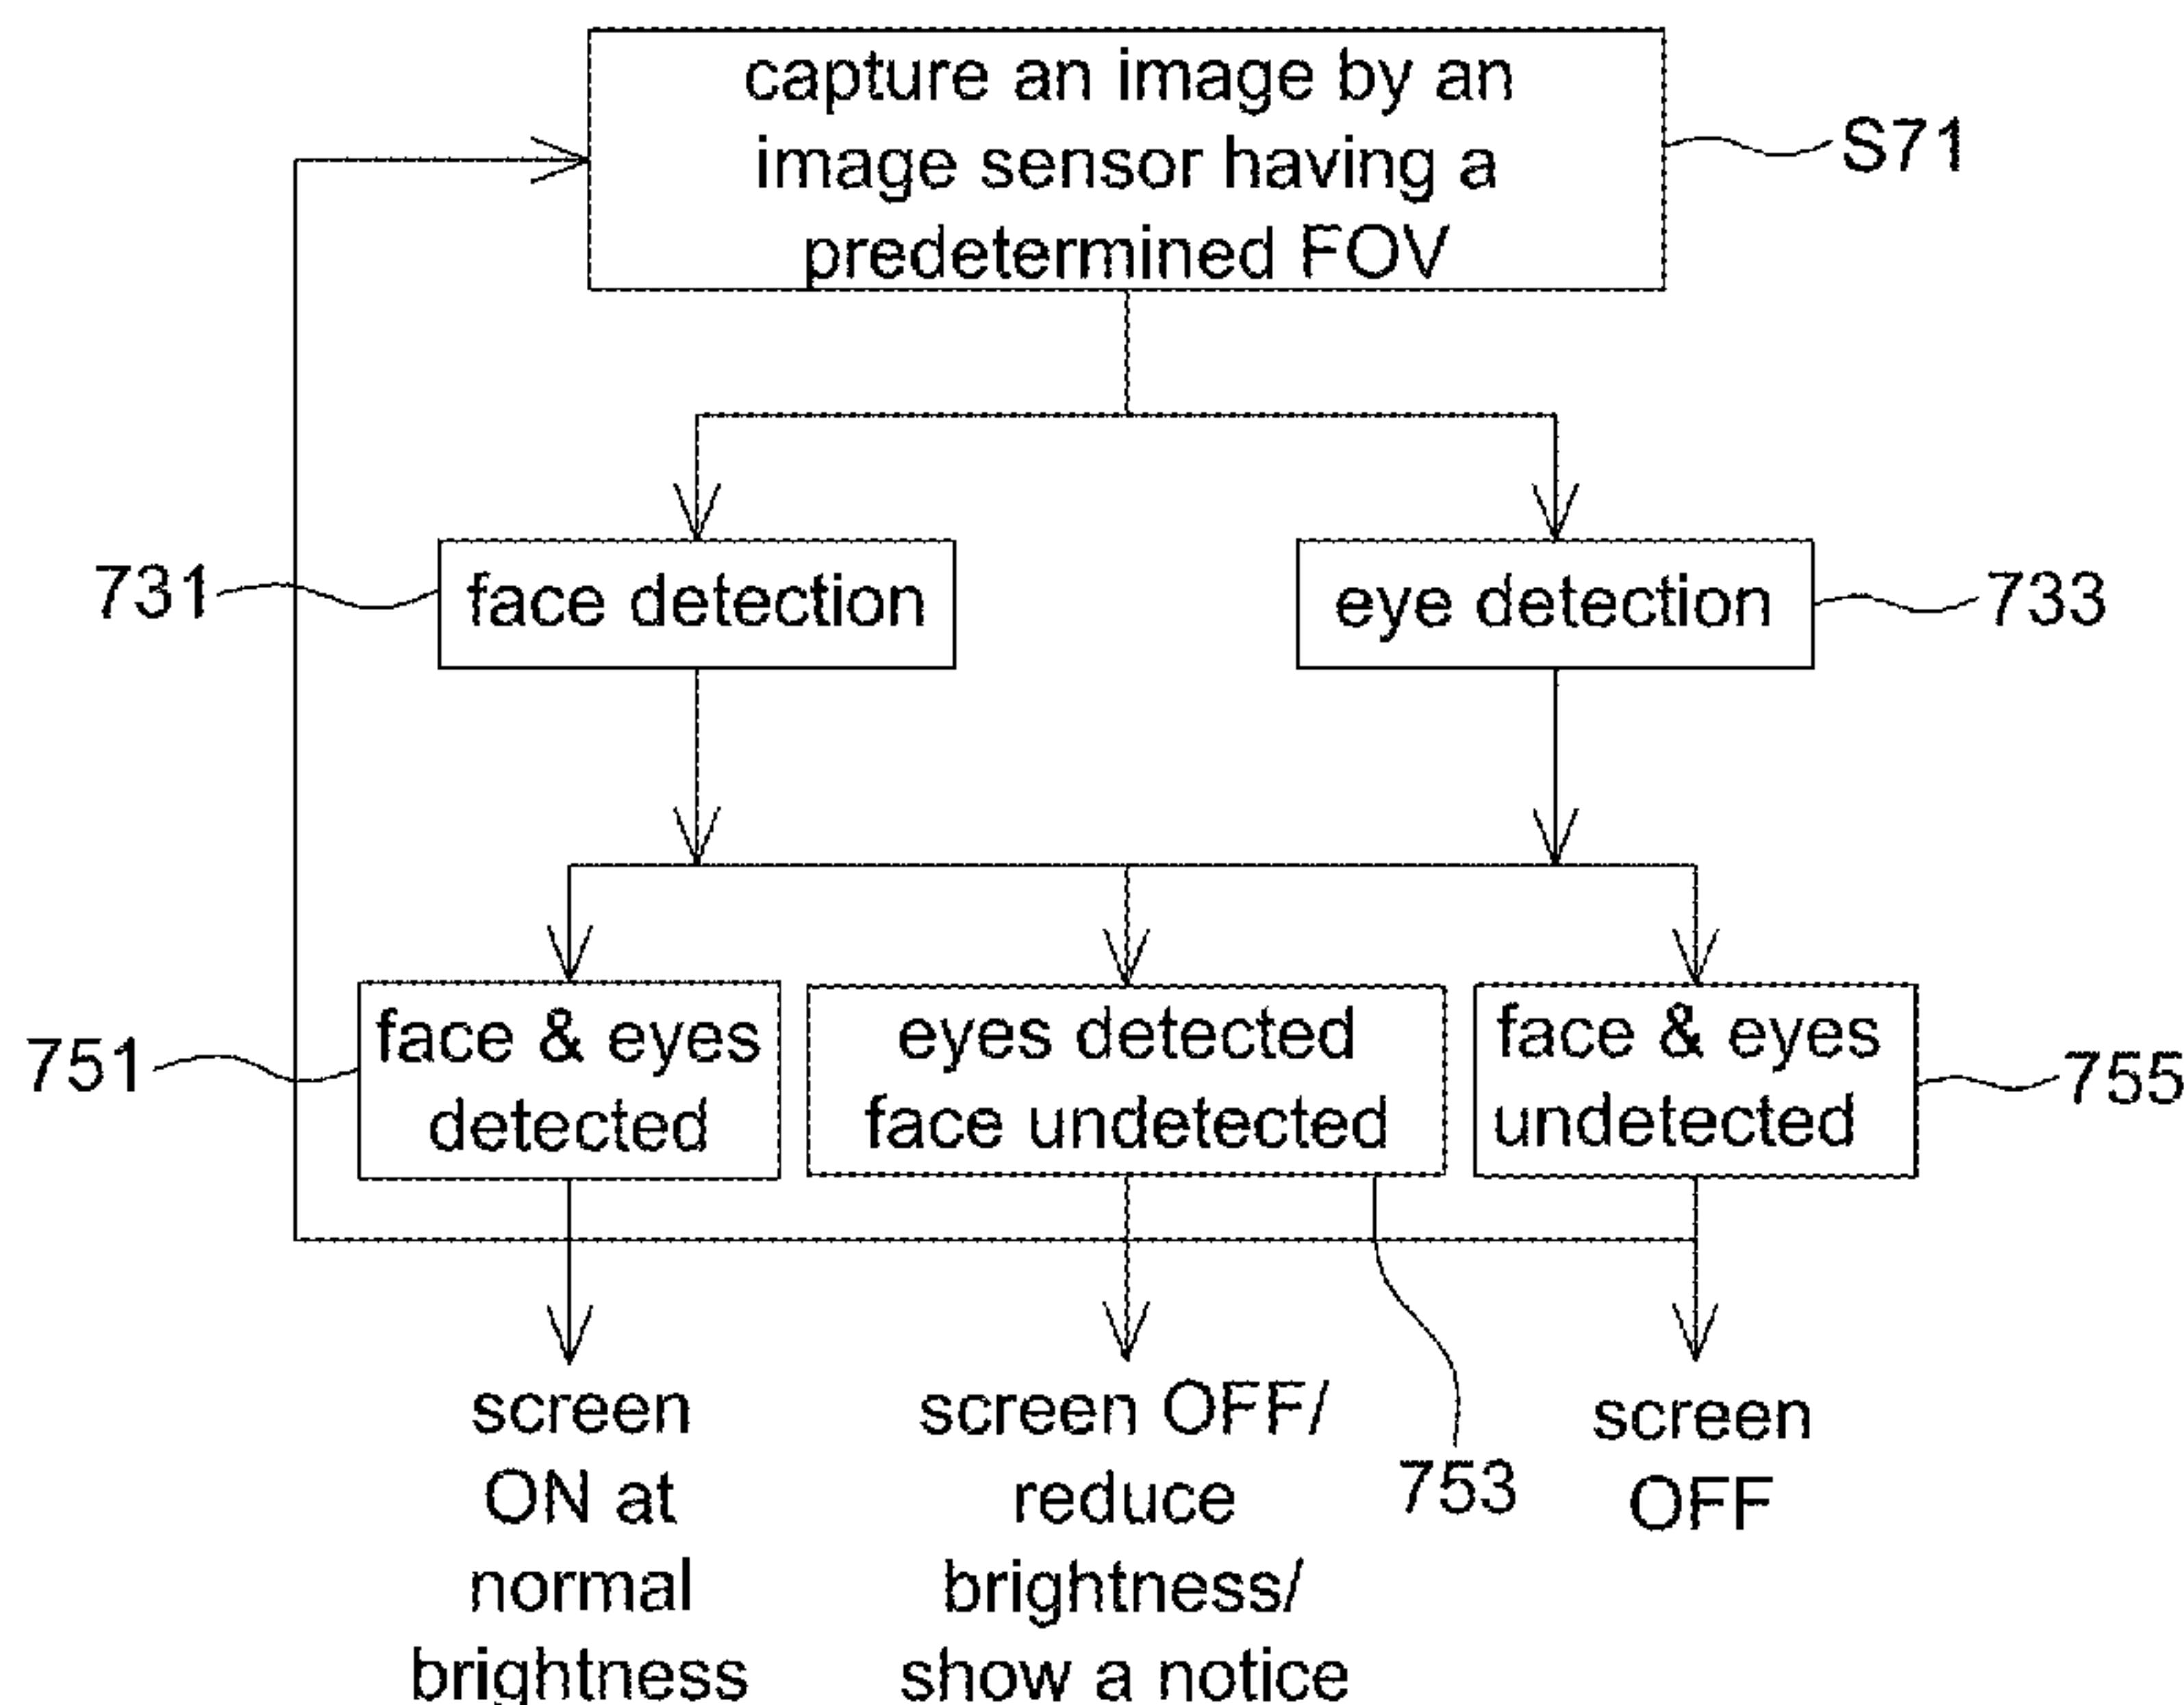 capture an image by an
image sensor having a
predetermined FOV
S71
731
face detection
eye detection
733
751
face & eyes
detected
eyes detected
face undetected
face & eyes
undetected
755
screen
ON at
normal
brightness
screen OFF/
reduce
brightness/
show a notice
753
screen
OFF